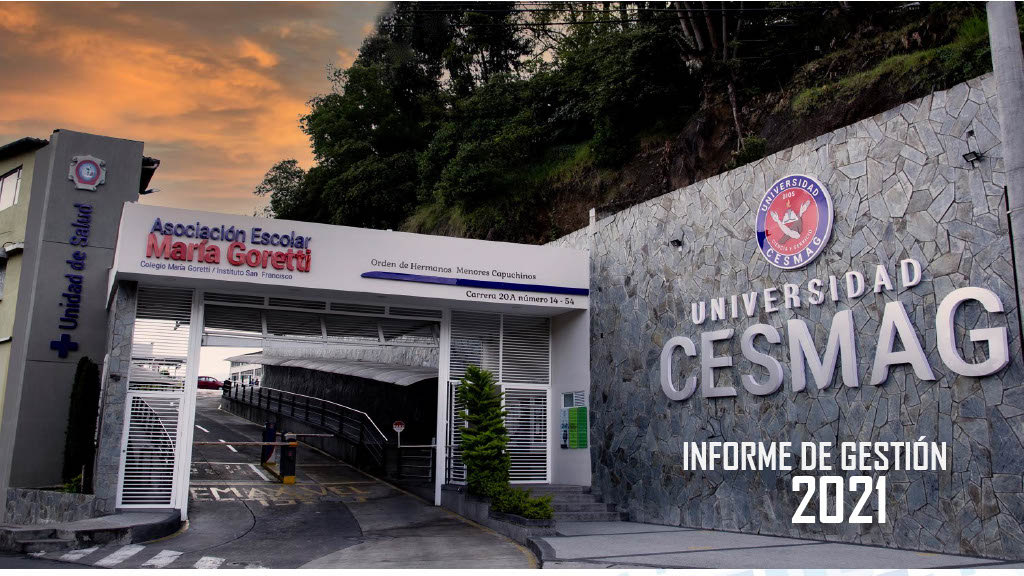 Unidad de Salud
Asociación Escolar
María Goretti
Colegio María Goretti / Instituto San Francisco
Orden de Hermanos Menores Capuchinos
Carrera 20A número 14 - 54
UNIVERSIDAD
CESMAG
UNIVERSIDAD
CESMAG
INFORME DE GESTIÓN
2021